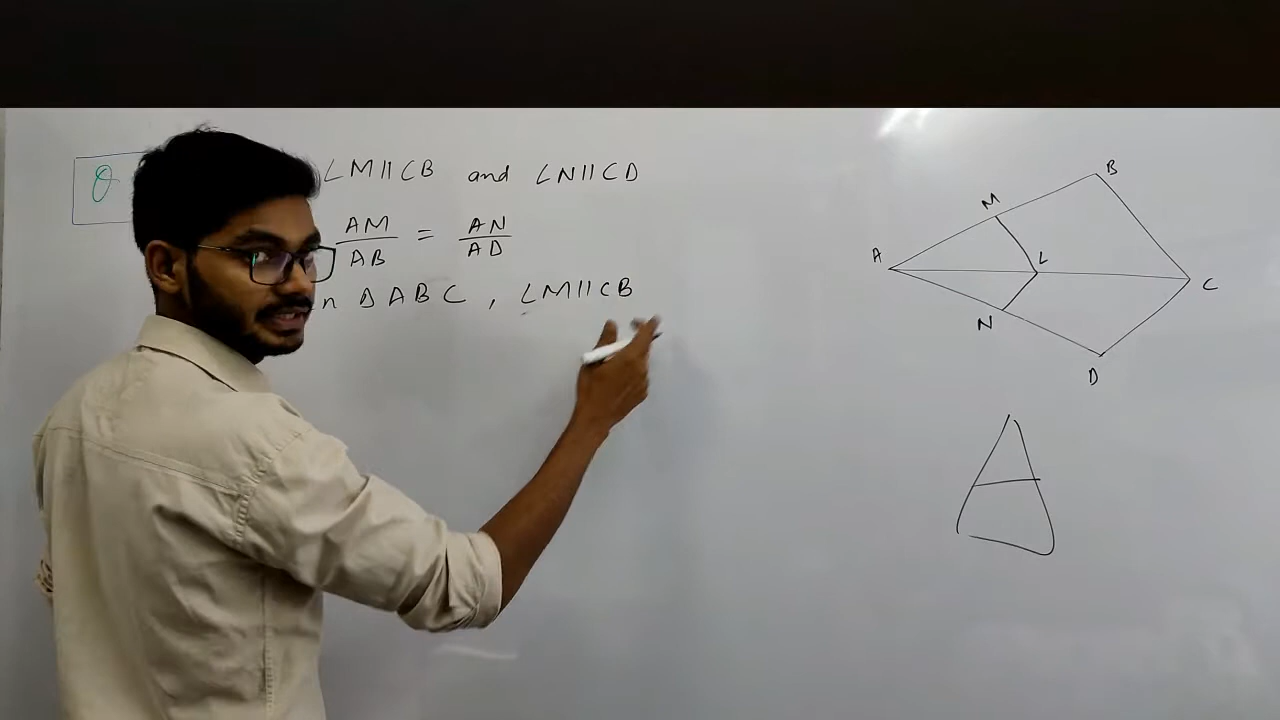 Q
LM||CB and LN||CD
AM/AB = AN/AD
n Δ ABC, LM||CB
A
M
B
L
C
N
D